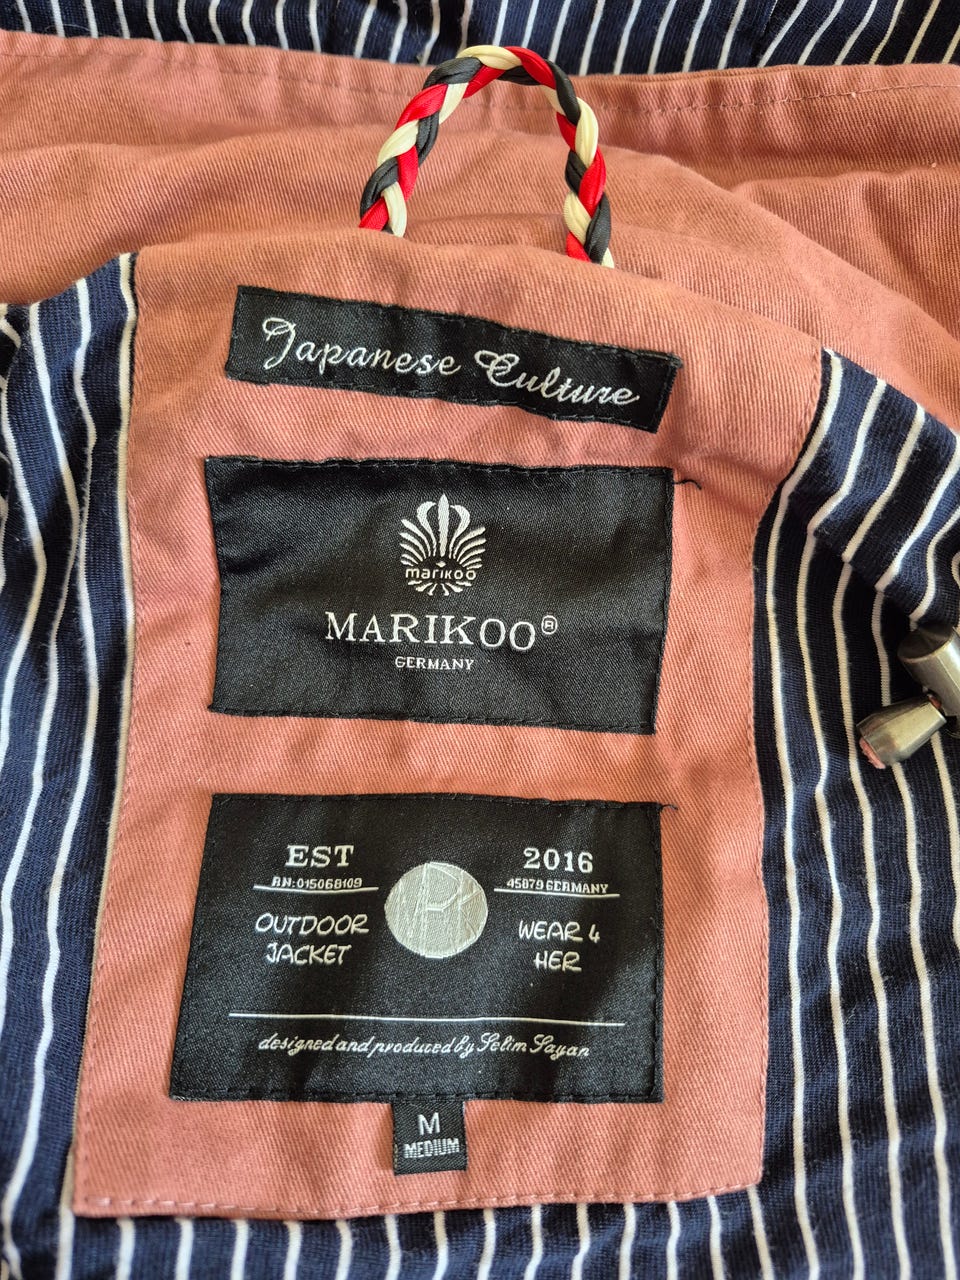 Japanese Culture
marikoo
MARIKOO®
GERMANY
EST
RN:015068109
OUTDOOR
JACKET
2016
45879 GERMANY
WEAR 4
HER
designed and produced by Selim Sayan
M
MEDIUM